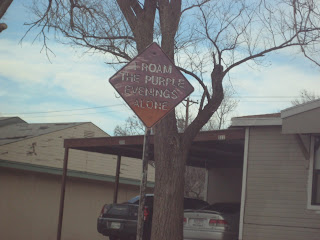 ROAM
THE PURPLE
EVENINGS
ALONE